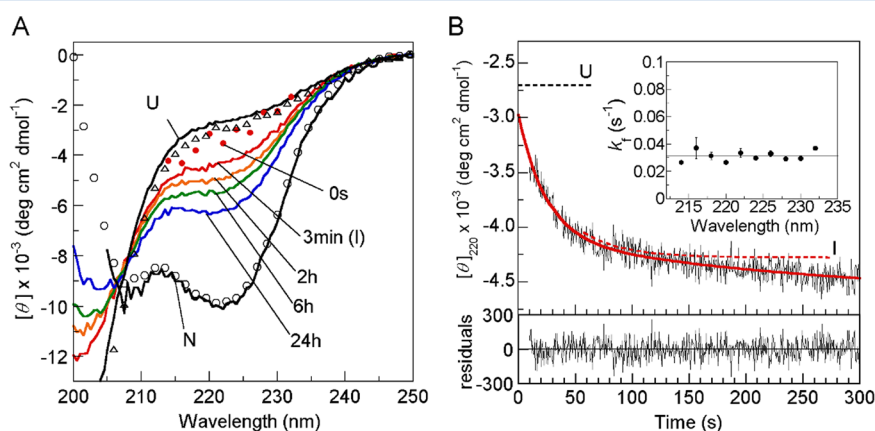 A
0
-2
-4
-6
-8
-10
-12
[θ] x 10⁻³ (deg cm² dmol⁻¹)
U
0s
3min (I)
2h
6h
24h
N
200 210 220 230 240 250
Wavelength (nm)
B
-2.5
-3.0
-3.5
-4.0
-4.5
[θ]₂₂₀ x 10⁻³ (deg cm² dmol⁻¹)
U
I
0.1
0.08
0.06
0.04
0.02
0
k_f (s⁻¹)
215 220 225 230 235
Wavelength (nm)
300
0
-300
residuals
0 50 100 150 200 250 300
Time (s)